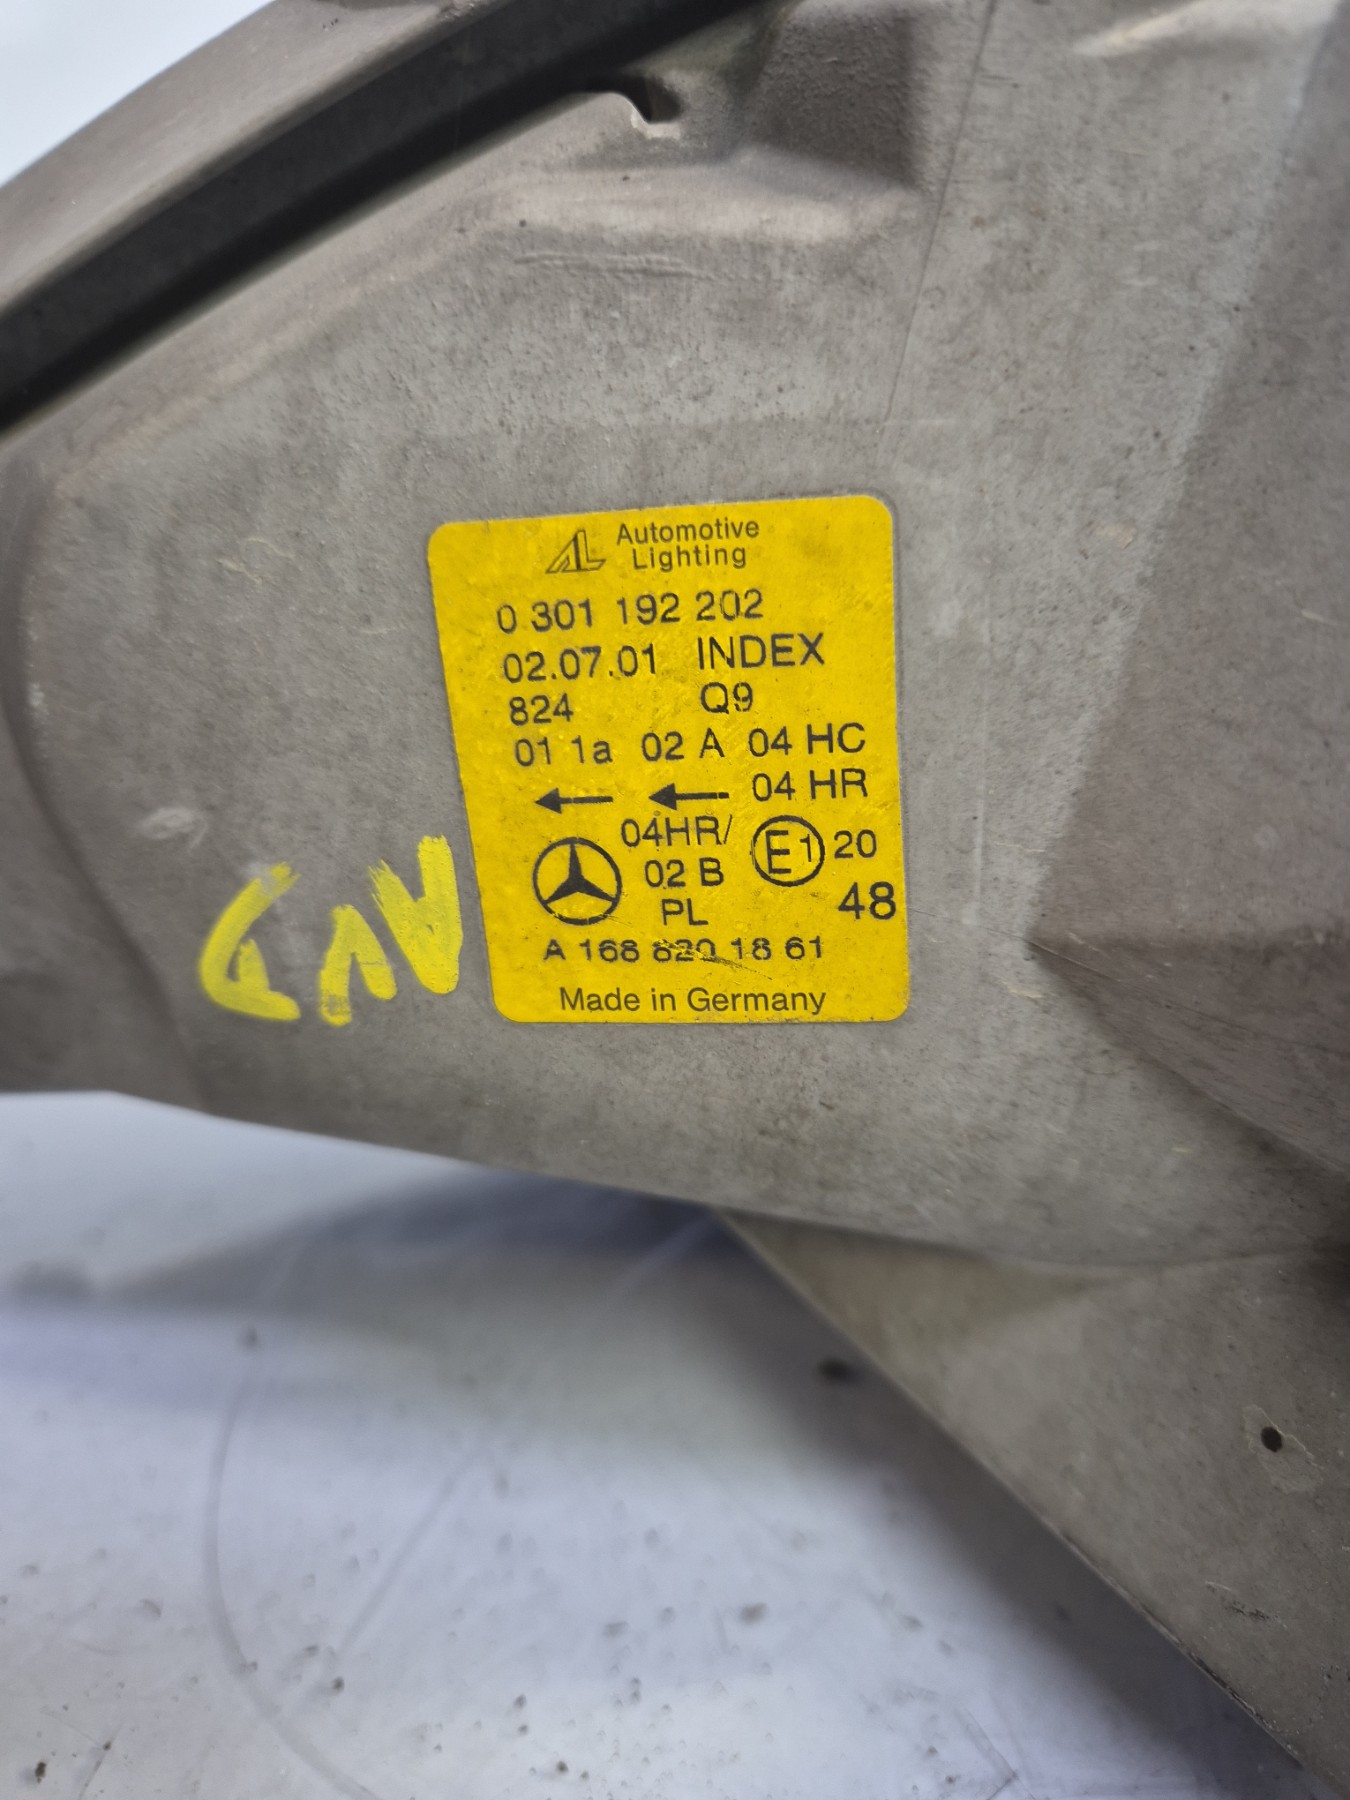 Automotive
Lighting
0 301 192 202
02.07.01 INDEX
824 Q9
01 1a 02 A 04 HC
04 HR
04HR/
02 B
PL
E1 20
48
A 168 820 18 61
Made in Germany